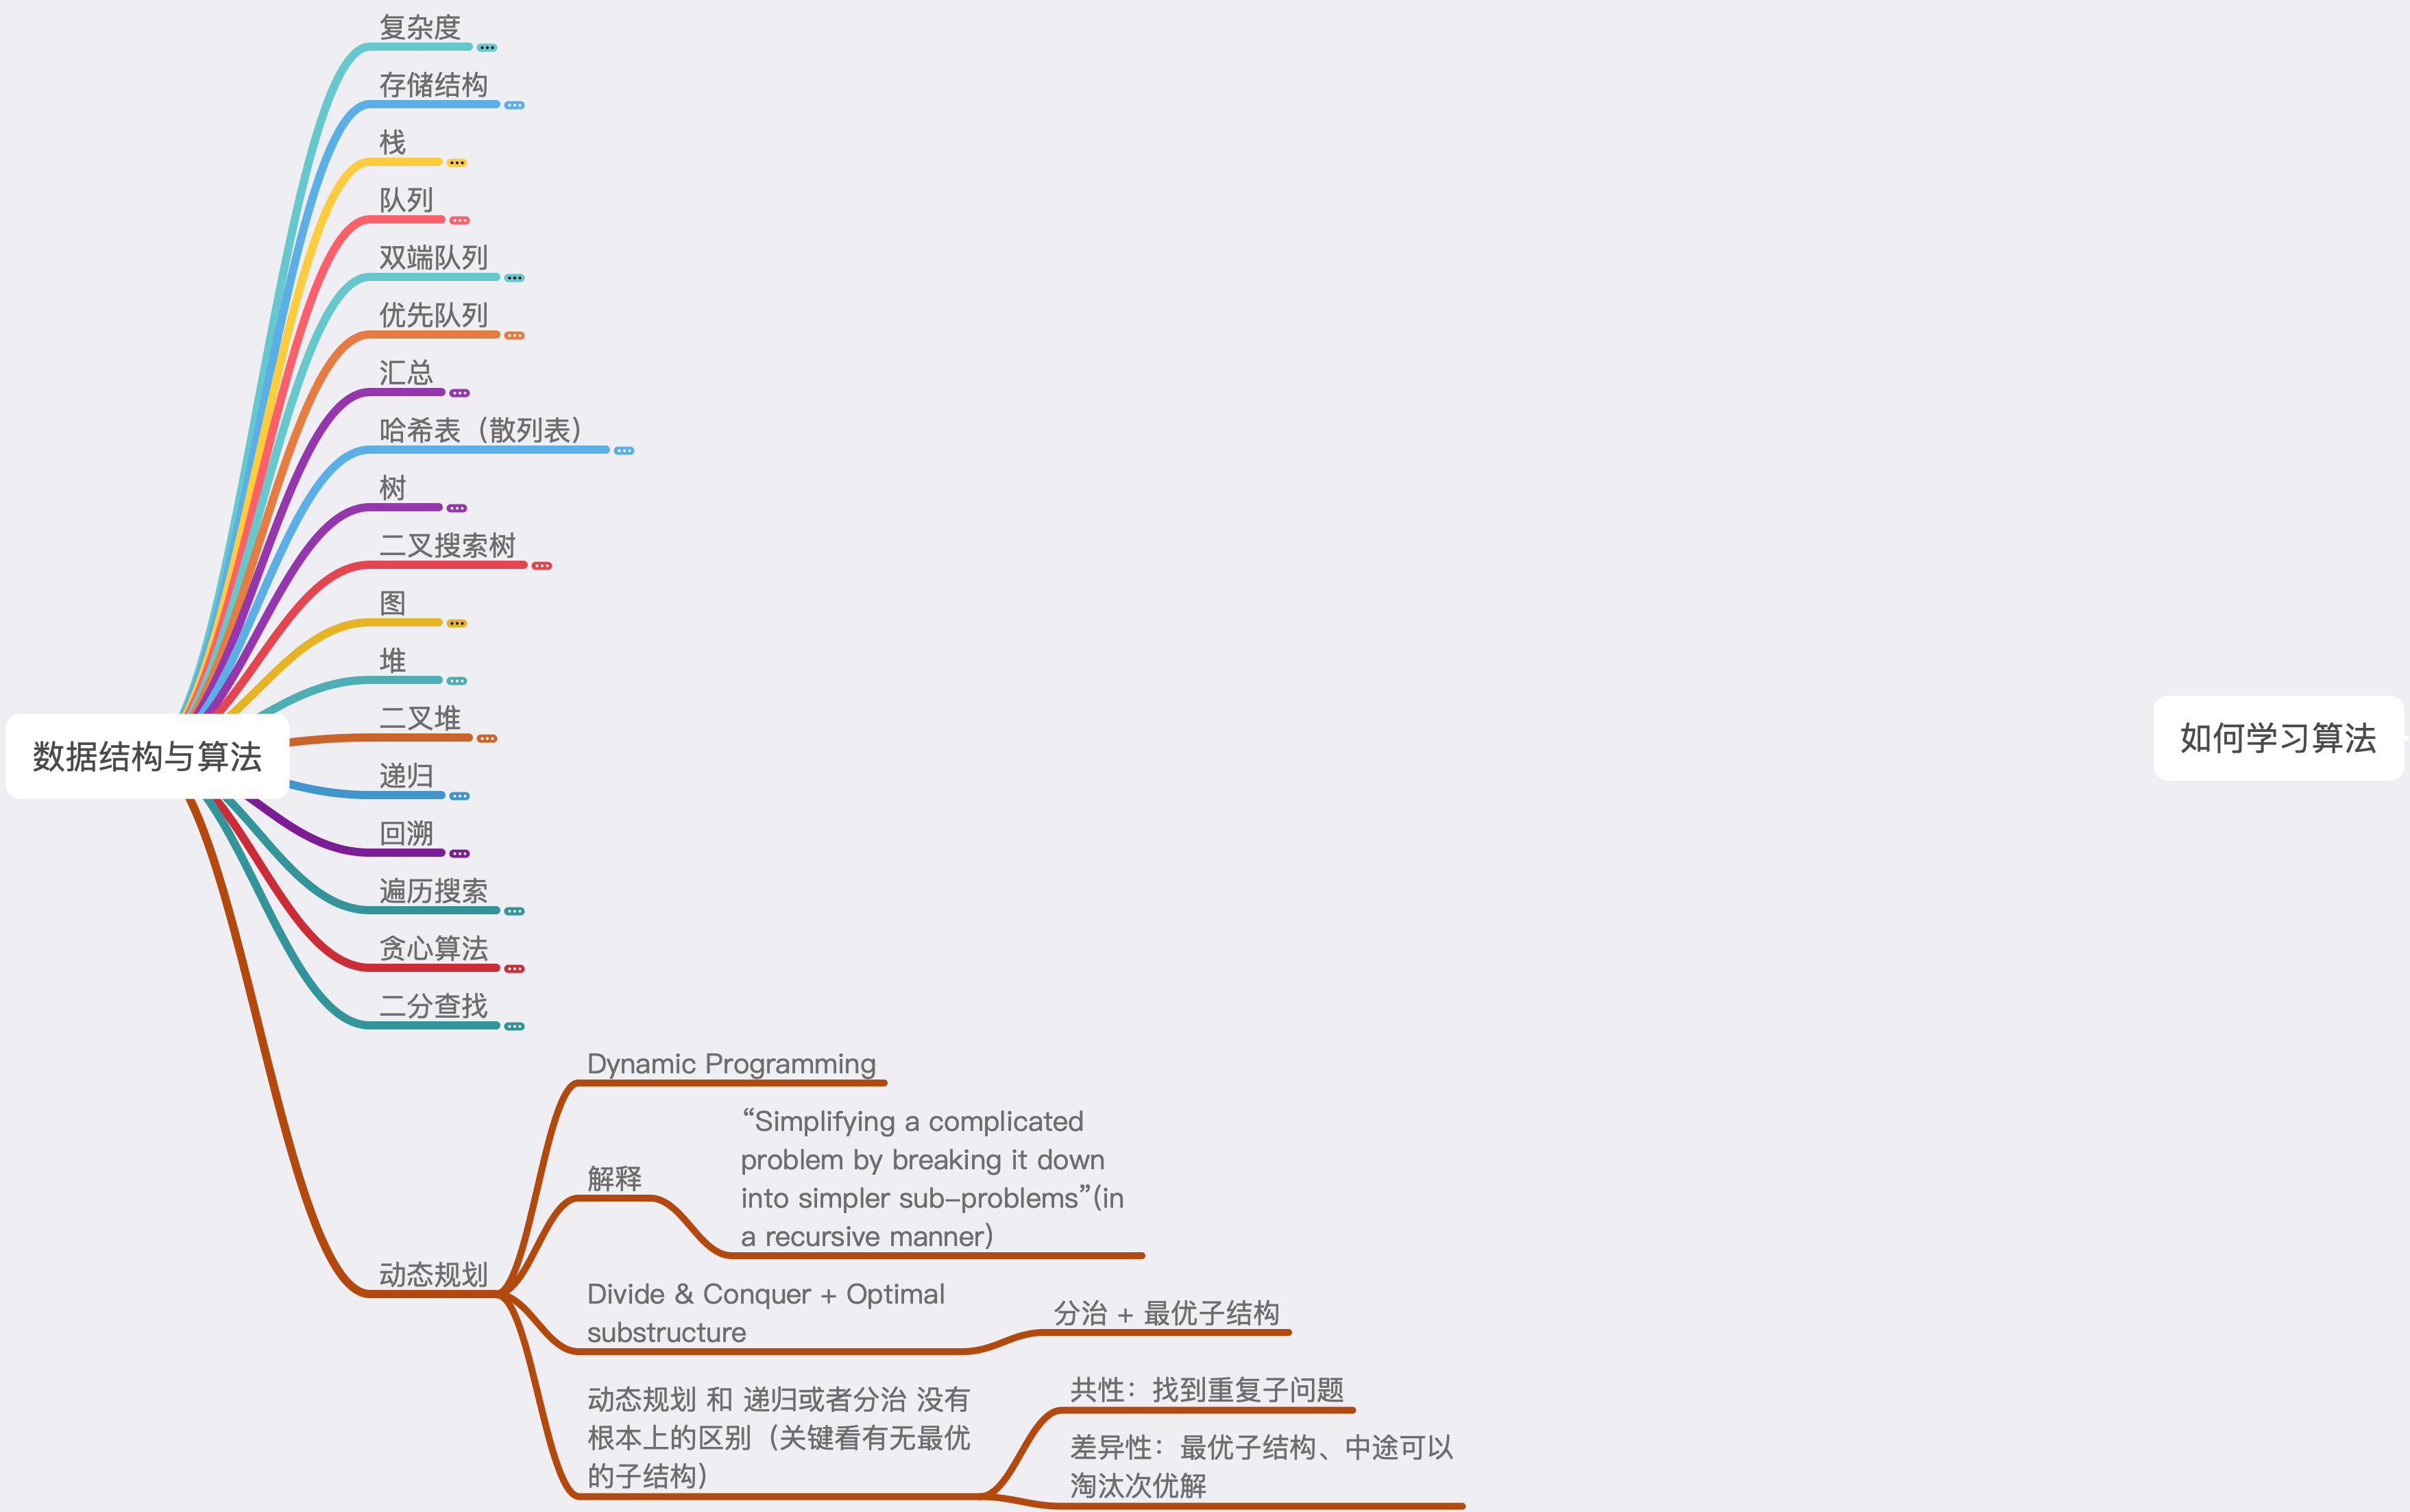 复杂度
存储结构
栈
队列
双端队列
优先队列
汇总
哈希表（散列表）
树
二叉搜索树
图
堆
二叉堆
数据结构与算法
如何学习算法
递归
回溯
遍历搜索
贪心算法
二分查找
动态规划
Dynamic Programming
解释
“Simplifying a complicated
problem by breaking it down
into simpler sub-problems”(in
a recursive manner)
Divide & Conquer + Optimal
substructure
分治 + 最优子结构
动态规划 和 递归或者分治 没有
根本上的区别（关键看有无最优
的子结构)
共性：找到重复子问题
差异性：最优子结构、中途可以
淘汰次优解